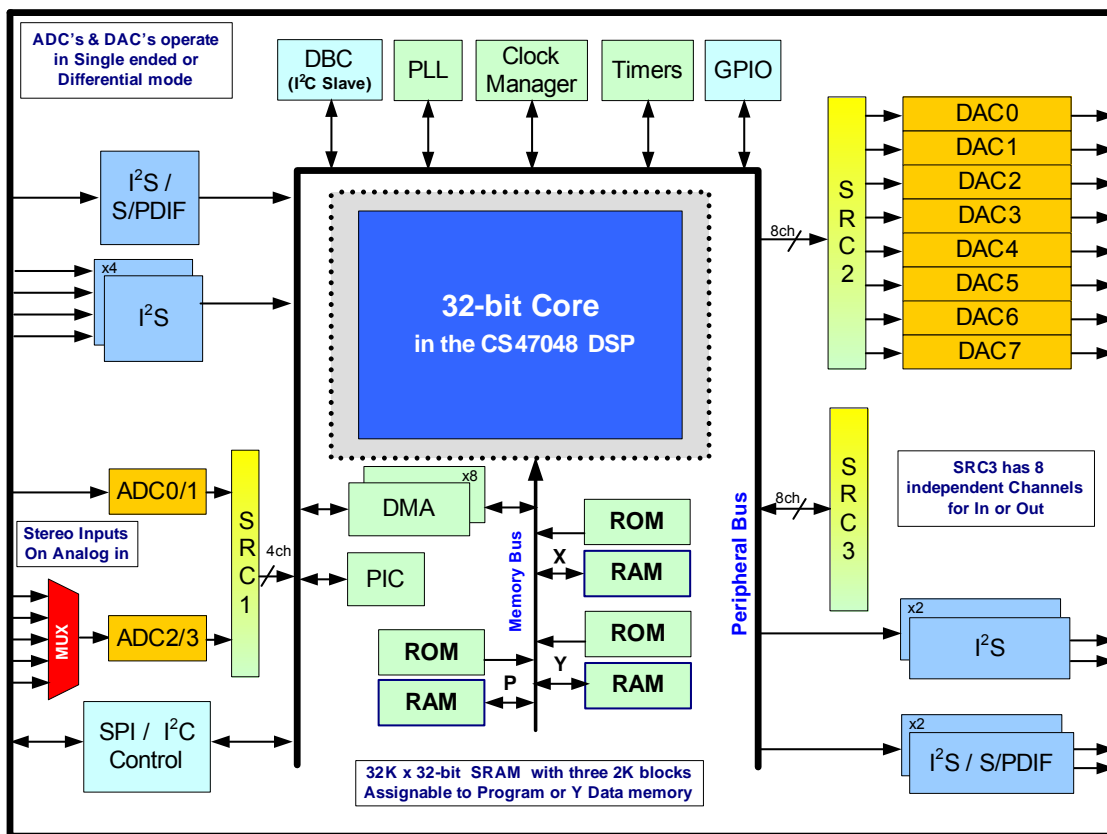 ADC's & DAC's operate
in Single ended or
Differential mode
DBC
(I²C Slave)
PLL
Clock
Manager
Timers
GPIO
I²S /
S/PDIF
x4
I²S
32-bit Core
in the CS47048 DSP
8ch
SRC2
DAC0
DAC1
DAC2
DAC3
DAC4
DAC5
DAC6
DAC7
ADC0/1
Stereo Inputs
On Analog in
MUX
ADC2/3
SRC1
4ch
x8
DMA
PIC
Memory Bus
ROM
X
RAM
ROM
Y
RAM
ROM
P
RAM
Peripheral Bus
8ch
SRC3
SRC3 has 8
independent Channels
for In or Out
x2
I²S
x2
I²S / S/PDIF
SPI / I²C
Control
32K x 32-bit SRAM with three 2K blocks
Assignable to Program or Y Data memory